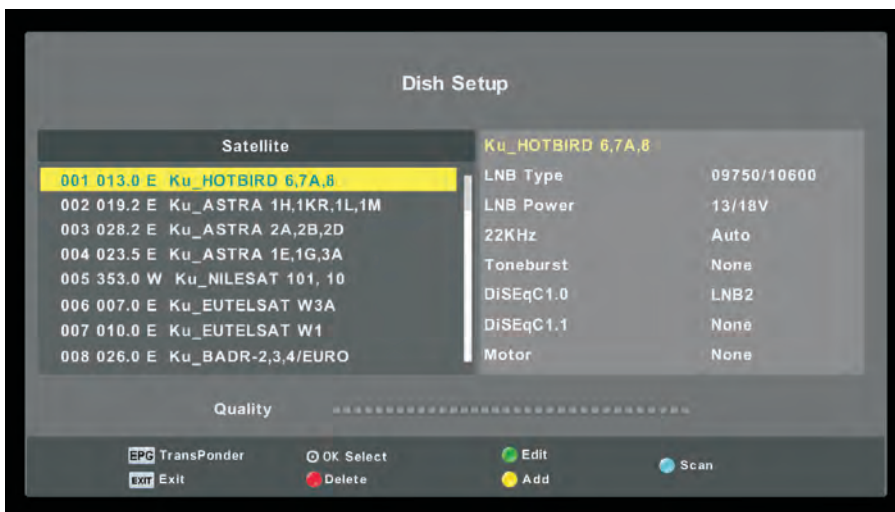 Dish Setup
Satellite
001 013.0 E Ku_HOTBIRD 6,7A,8
002 019.2 E Ku_ASTRA 1H,1KR,1L,1M
003 028.2 E Ku_ASTRA 2A,2B,2D
004 023.5 E Ku_ASTRA 1E,1G,3A
005 353.0 W Ku_NILESAT 101, 10
006 007.0 E Ku_EUTELSAT W3A
007 010.0 E Ku_EUTELSAT W1
008 026.0 E Ku_BADR-2,3,4/EURO
Ku_HOTBIRD 6,7A,8
LNB Type 09750/10600
LNB Power 13/18V
22KHz Auto
Toneburst None
DiSEqC1.0 LNB2
DiSEqC1.1 None
Motor None
Quality
EPG TransPonder OK Select Edit Scan
EXIT Exit Delete Add